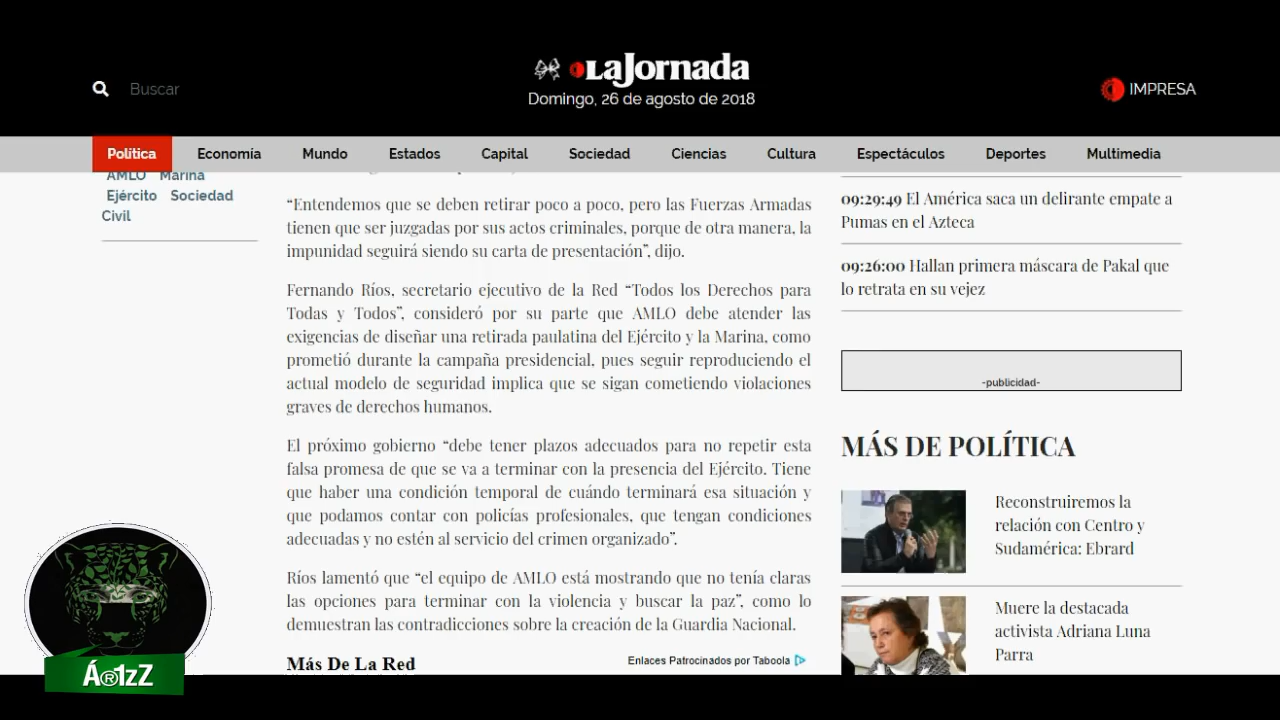 Buscar
LaJornada
Domingo, 26 de agosto de 2018
IMPRESA
Política Economía Mundo Estados Capital Sociedad Ciencias Cultura Espectáculos Deportes Multimedia
AMLO Marina
Ejército Sociedad
Civil
“Entendemos que se deben retirar poco a poco, pero las Fuerzas Armadas
tienen que ser juzgadas por sus actos criminales, porque de otra manera, la
impunidad seguirá siendo su carta de presentación”, dijo.
Fernando Ríos, secretario ejecutivo de la Red “Todos los Derechos para
Todas y Todos”, consideró por su parte que AMLO debe atender las
exigencias de diseñar una retirada paulatina del Ejército y la Marina, como
prometió durante la campaña presidencial, pues seguir reproduciendo el
actual modelo de seguridad implica que se sigan cometiendo violaciones
graves de derechos humanos.
El próximo gobierno “debe tener plazos adecuados para no repetir esta
falsa promesa de que se va a terminar con la presencia del Ejército. Tiene
que haber una condición temporal de cuándo terminará esa situación y
que podamos contar con policías profesionales, que tengan condiciones
adecuadas y no estén al servicio del crimen organizado”.
Ríos lamentó que “el equipo de AMLO está mostrando que no tenía claras
las opciones para terminar con la violencia y buscar la paz”, como lo
demuestran las contradicciones sobre la creación de la Guardia Nacional.
Más De La Red
Enlaces Patrocinados por Taboola
09:29:49 El América saca un delirante empate a
Pumas en el Azteca
09:26:00 Hallan primera máscara de Pakal que
lo retrata en su vejez
-publicidad-
MÁS DE POLÍTICA
Reconstruiremos la
relación con Centro y
Sudamérica: Ebrard
Muere la destacada
activista Adriana Luna
Parra
Á®1zZ